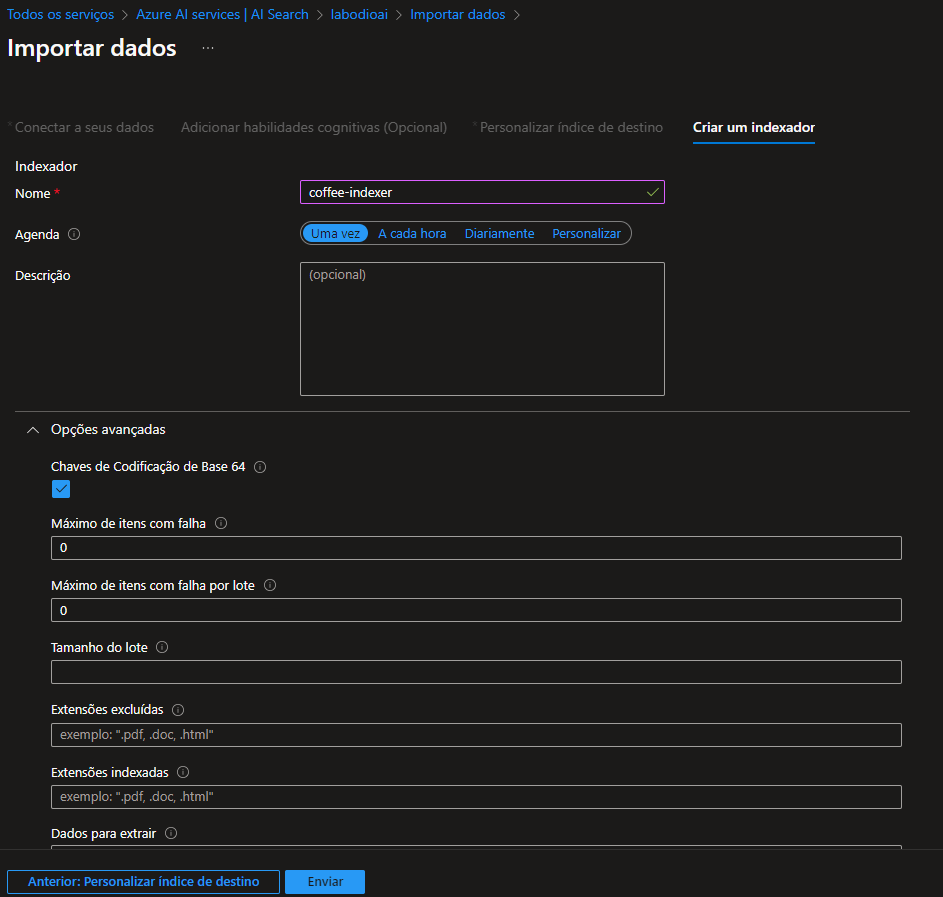 Todos os serviços > Azure AI services | AI Search > labodioai > Importar dados >
Importar dados ...
* Conectar a seus dados Adicionar habilidades cognitivas (Opcional) * Personalizar índice de destino Criar um indexador
Indexador
Nome * coffee-indexer
Agenda Uma vez A cada hora Diariamente Personalizar
Descrição (opcional)
Opções avançadas
Chaves de Codificação de Base 64
Máximo de itens com falha
0
Máximo de itens com falha por lote
0
Tamanho do lote
Extensões excluídas
exemplo: ".pdf, .doc, .html"
Extensões indexadas
exemplo: ".pdf, .doc, .html"
Dados para extrair
Anterior: Personalizar índice de destino Enviar